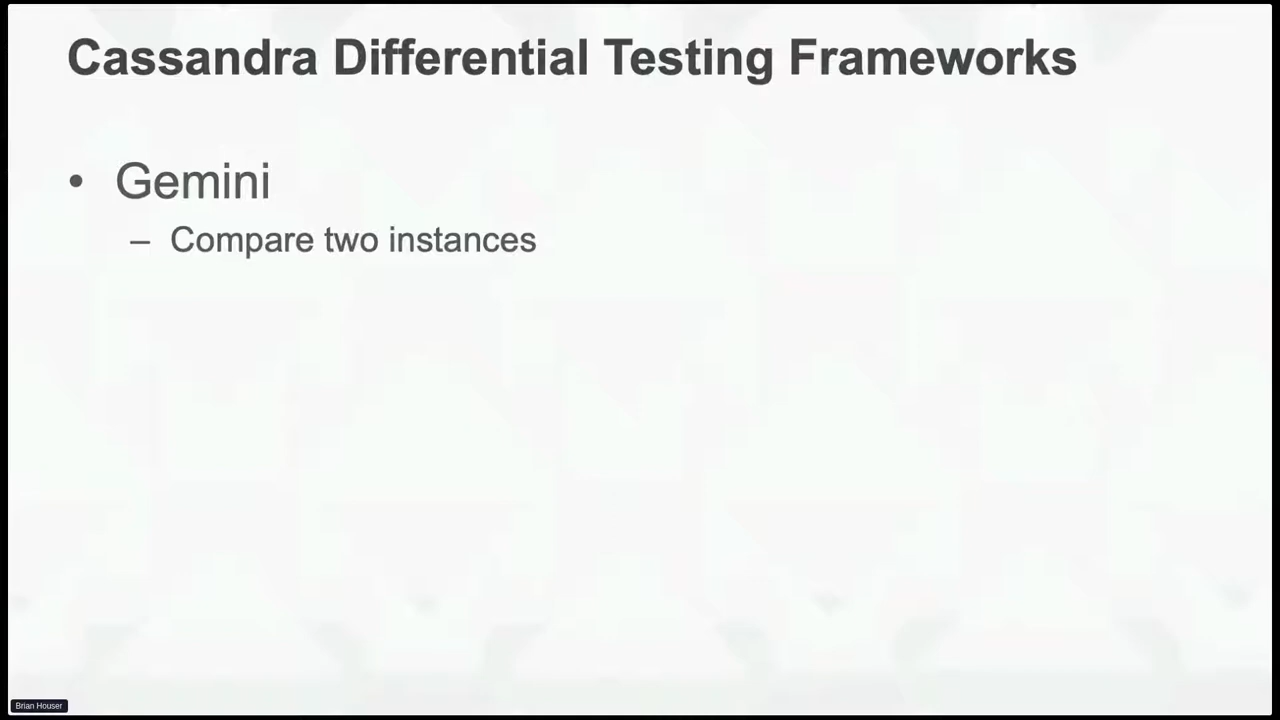 Cassandra Differential Testing Frameworks
• Gemini
– Compare two instances
Brian Houser